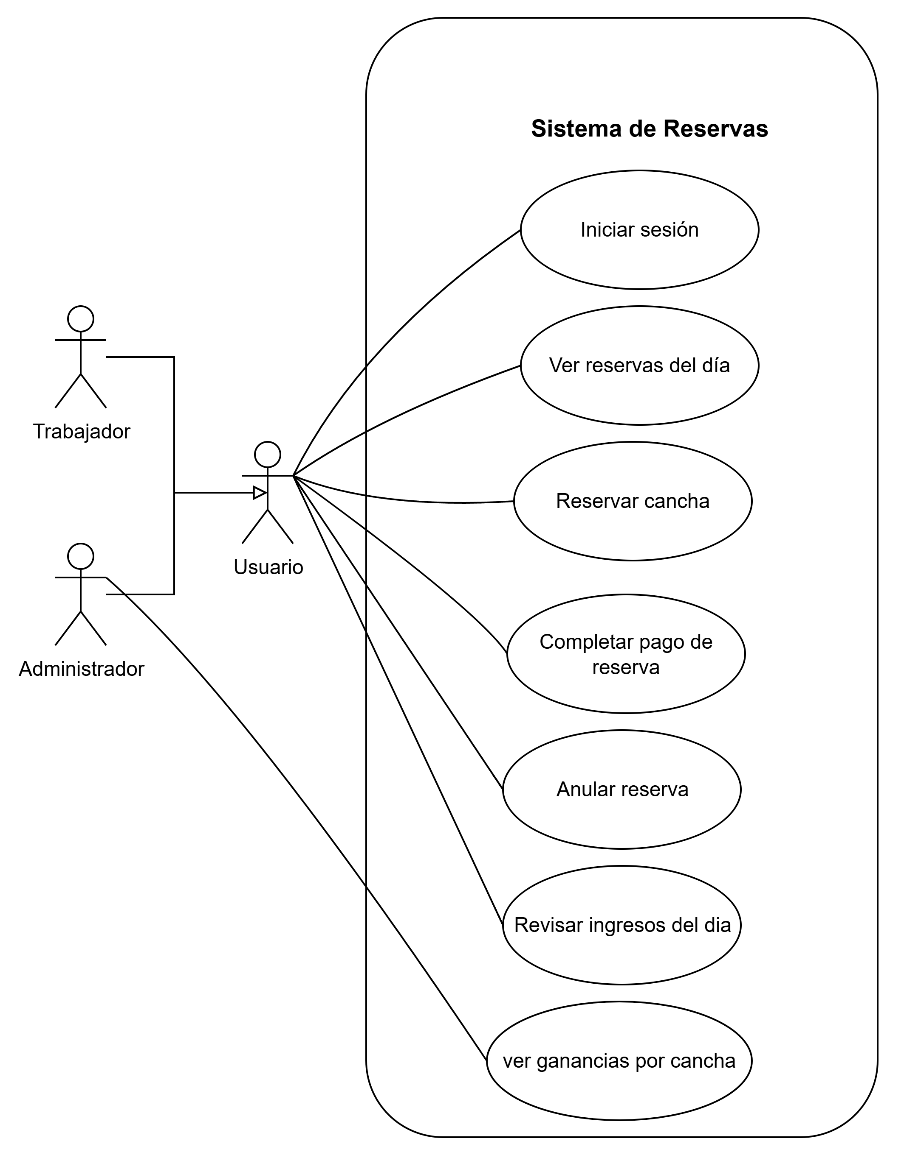 Sistema de Reservas
Iniciar sesión
Ver reservas del día
Trabajador
Reservar cancha
Usuario
Completar pago de
reserva
Administrador
Anular reserva
Revisar ingresos del dia
ver ganancias por cancha